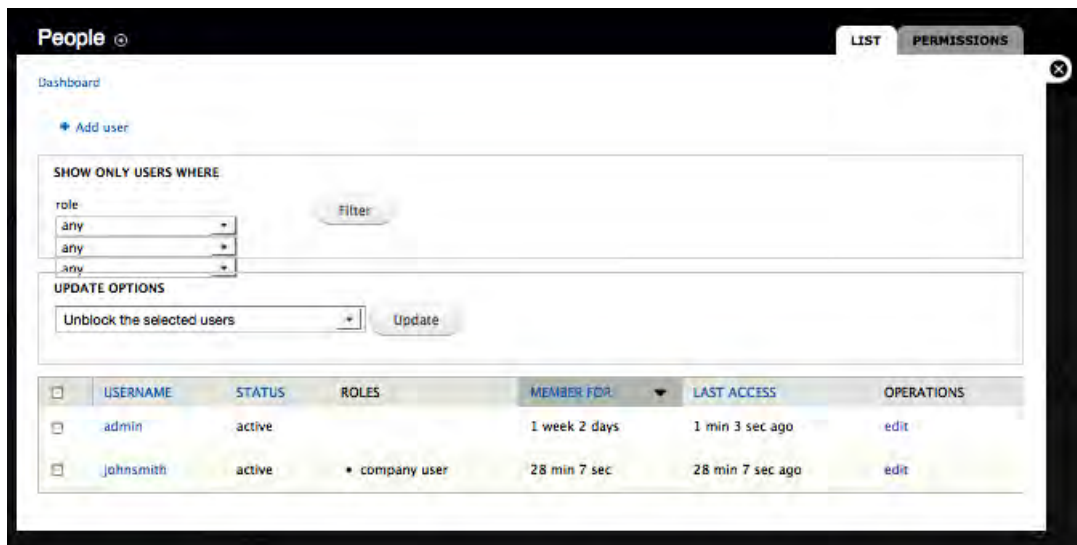 People
LIST PERMISSIONS
Dashboard
Add user
SHOW ONLY USERS WHERE
role
any
Filter
any
any
UPDATE OPTIONS
Unblock the selected users
Update
USERNAME STATUS ROLES MEMBER FOR LAST ACCESS OPERATIONS
admin active 1 week 2 days 1 min 3 sec ago edit
johnsmith active • company user 28 min 7 sec 28 min 7 sec ago edit